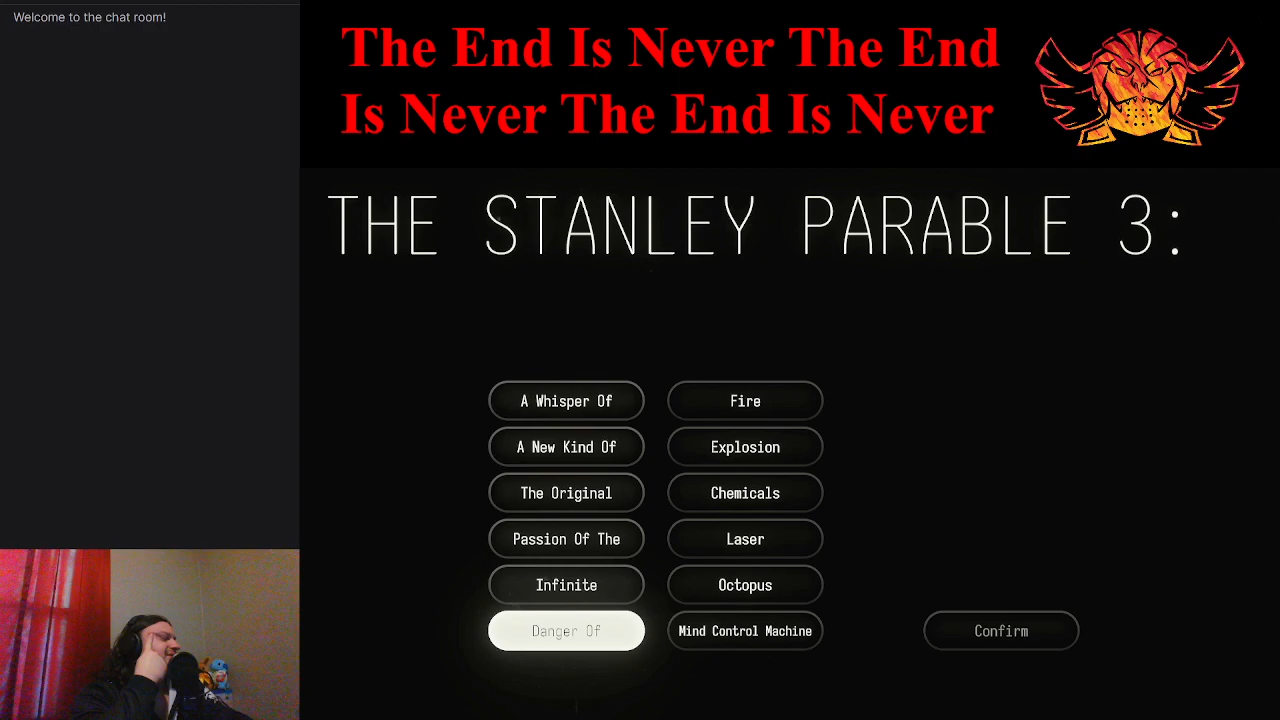 Welcome to the chat room!
The End Is Never The End
Is Never The End Is Never
THE STANLEY PARABLE 3:
A Whisper Of
Fire
A New Kind Of
Explosion
The Original
Chemicals
Passion Of The
Laser
Infinite
Octopus
Danger Of
Mind Control Machine
Confirm